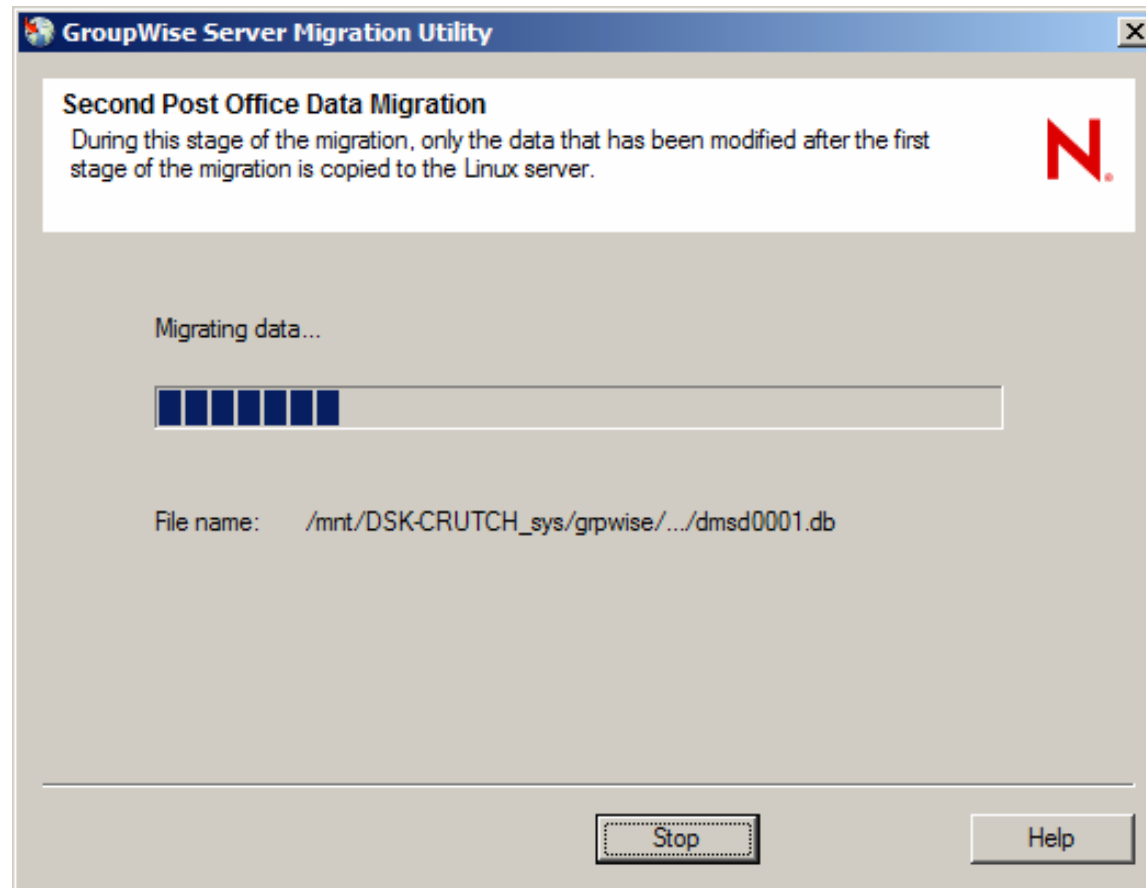 GroupWise Server Migration Utility
Second Post Office Data Migration
During this stage of the migration, only the data that has been modified after the first
stage of the migration is copied to the Linux server.
N.
Migrating data...
File name: /mnt/DSK-CRUTCH_sys/grpwise/.../dmsd0001.db
Stop
Help